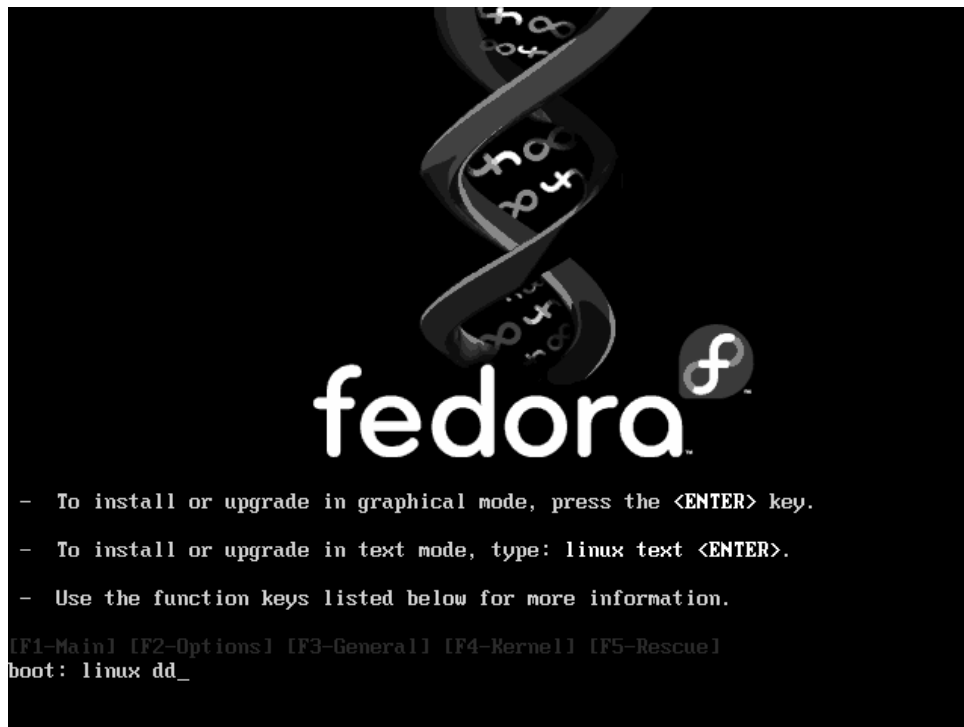 fedora™
- To install or upgrade in graphical mode, press the <ENTER> key.
- To install or upgrade in text mode, type: linux text <ENTER>.
- Use the function keys listed below for more information.
[F1-Main] [F2-Options] [F3-General] [F4-Kernel] [F5-Rescue]
boot: linux dd_